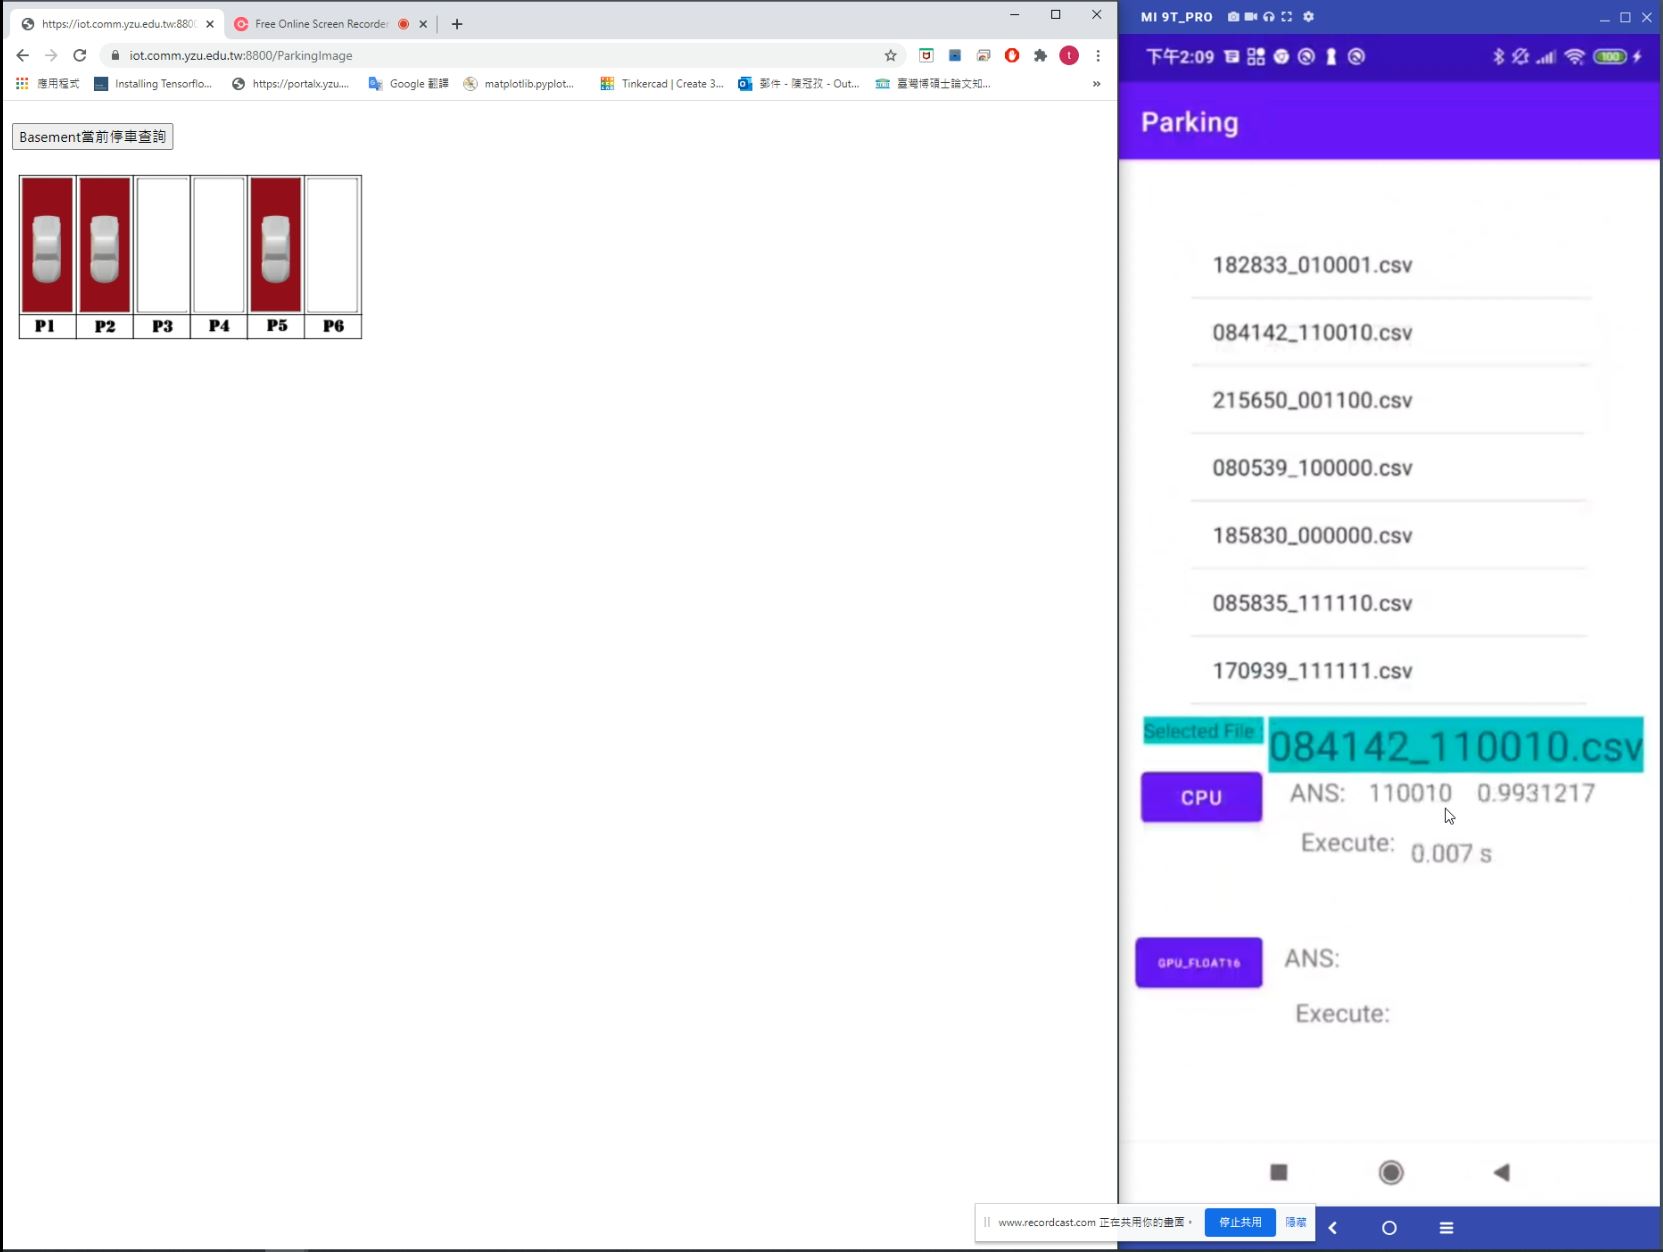 https://iot.comm.yzu.edu.tw:880
Free Online Screen Recorder
iot.comm.yzu.edu.tw:8800/ParkingImage
應用程式
Installing Tensorflo...
https://portalx.yzu....
Google 翻譯
matplotlib.pyplot...
Tinkercad | Create 3...
郵件 - 陳冠孜 - Out...
臺灣博碩士論文知...
»
Basement當前停車查詢
P1 P2 P3 P4 P5 P6
MI 9T_PRO
下午2:09
100
Parking
182833_010001.csv
084142_110010.csv
215650_001100.csv
080539_100000.csv
185830_000000.csv
085835_111110.csv
170939_111111.csv
Selected File :
084142_110010.csv
CPU
ANS: 110010 0.9931217
Execute: 0.007 s
GPU_FLOAT16
ANS:
Execute:
www.recordcast.com 正在共用你的畫面。
停止共用
隱藏